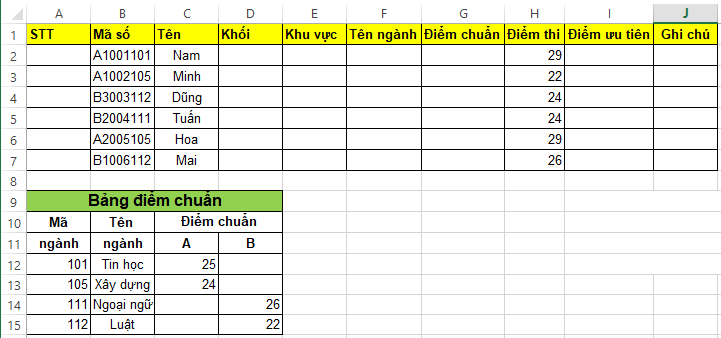 A B C D E F G H I J
1 STT Mã số Tên Khối Khu vực Tên ngành Điểm chuẩn Điểm thi Điểm ưu tiên Ghi chú
2 A1001101 Nam 29
3 A1002105 Minh 22
4 B3003112 Dũng 24
5 B2004111 Tuấn 24
6 A2005105 Hoa 29
7 B1006112 Mai 26
8
9 Bảng điểm chuẩn
10 Mã Tên Điểm chuẩn
11 ngành ngành A B
12 101 Tin học 25
13 105 Xây dựng 24
14 111 Ngoại ngữ 26
15 112 Luật 22